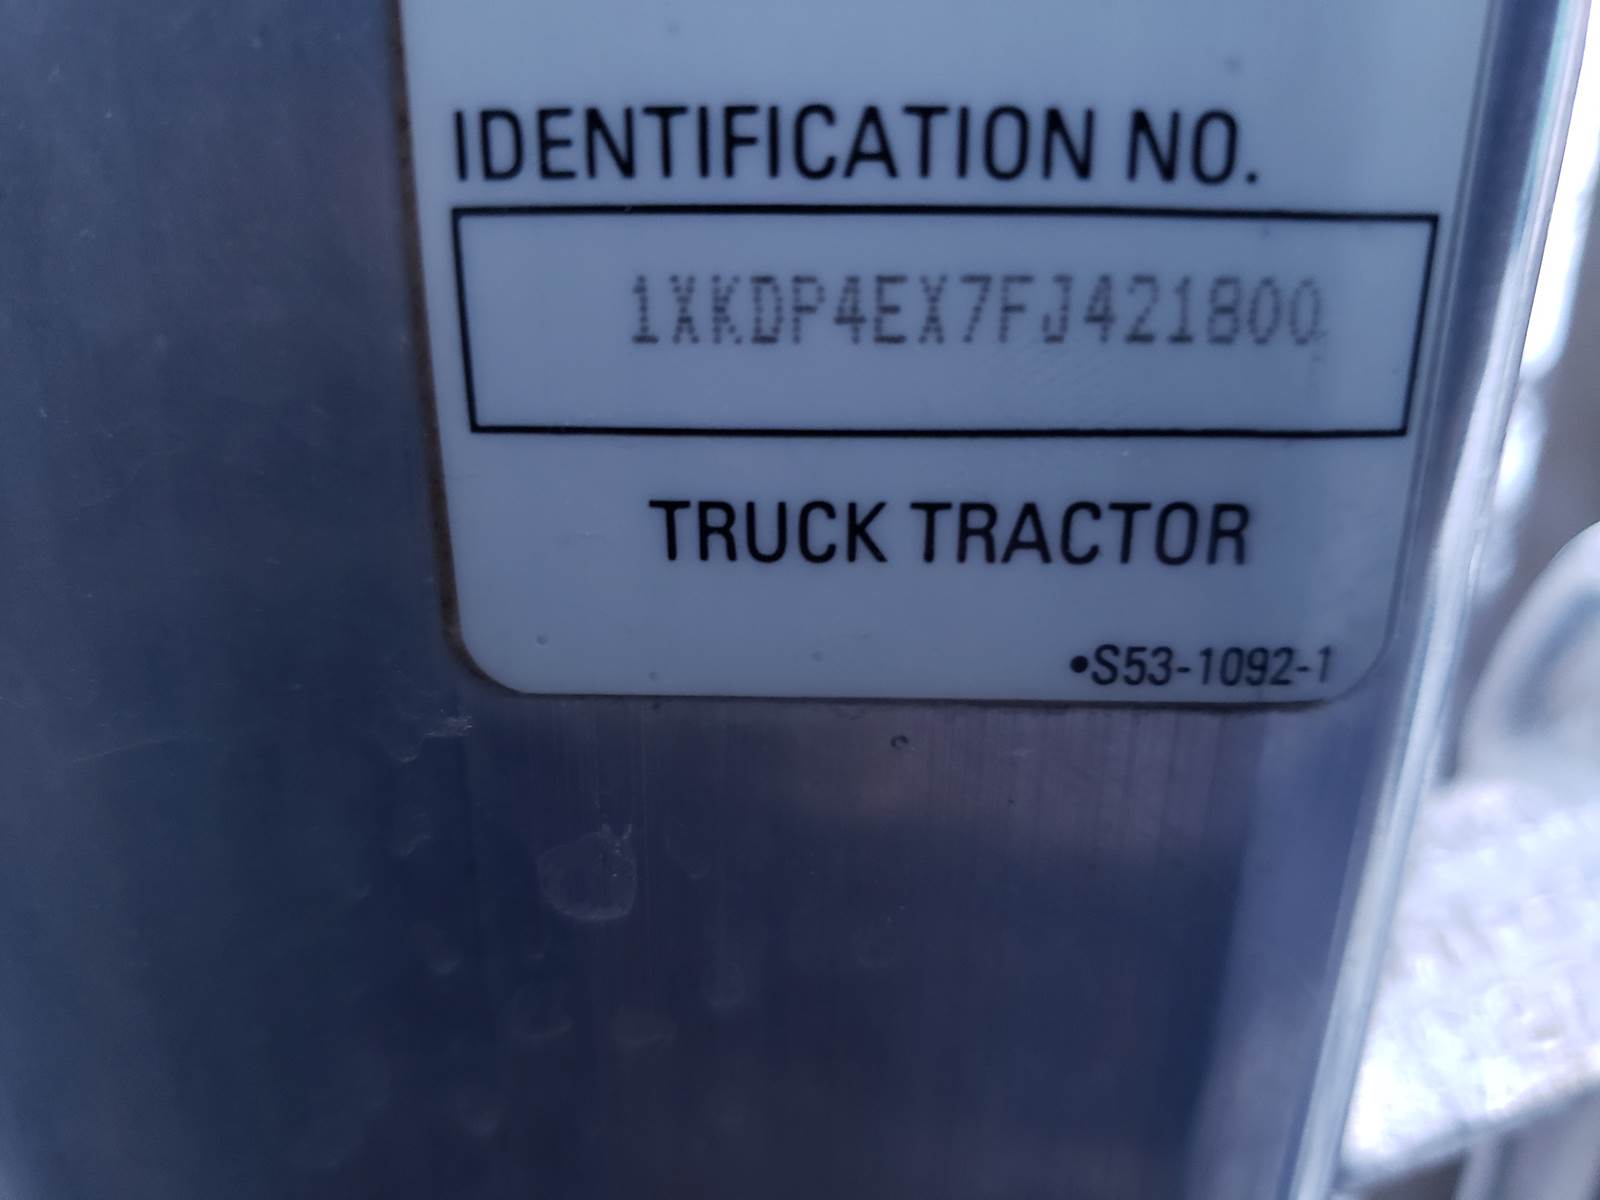 IDENTIFICATION NO.
1XKDP4EX7FJ421800
TRUCK TRACTOR
•S53-1092-1